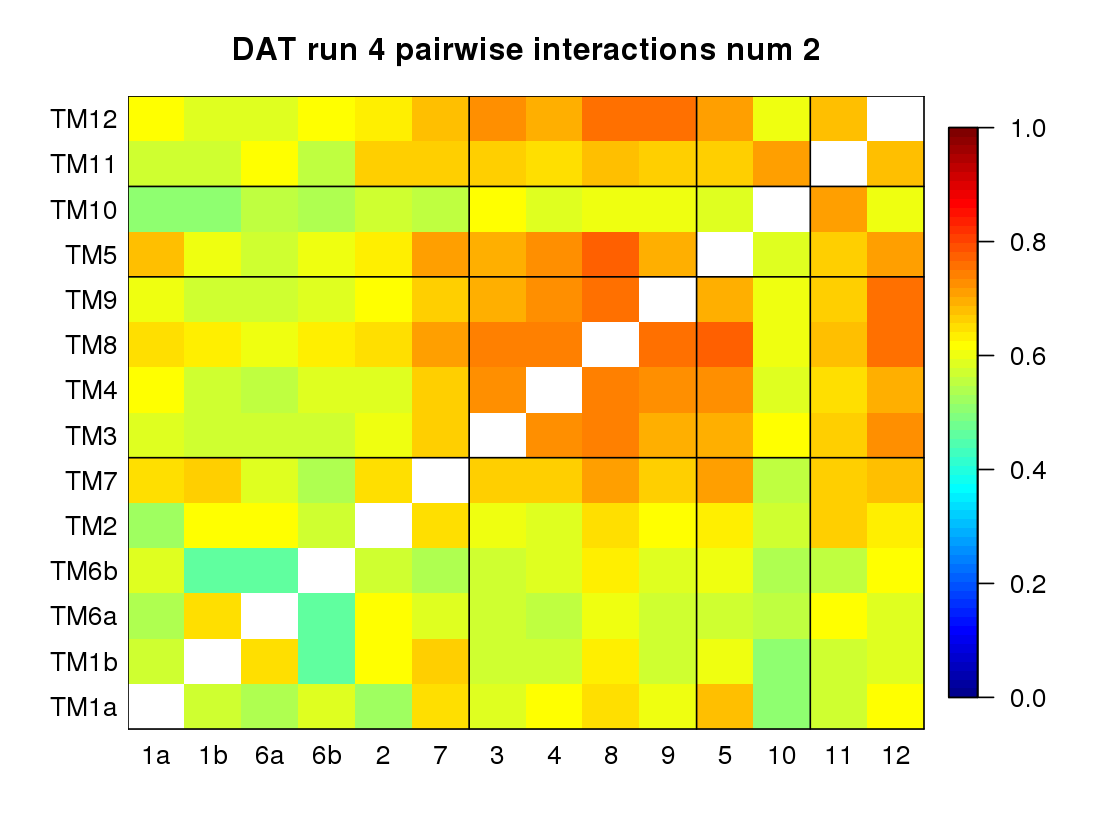 DAT run 4 pairwise interactions num 2
TM12
TM11
TM10
TM5
TM9
TM8
TM4
TM3
TM7
TM2
TM6b
TM6a
TM1b
TM1a
1a 1b 6a 6b 2 7 3 4 8 9 5 10 11 12
1.0
0.8
0.6
0.4
0.2
0.0